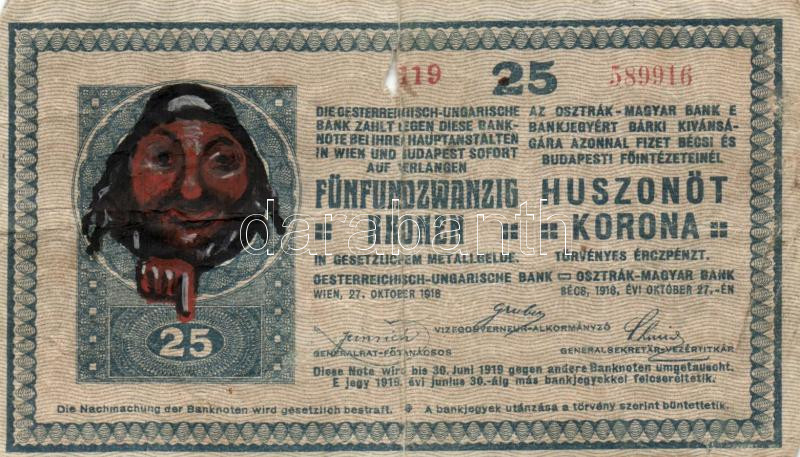 119 25 589916
DIE OESTERREICHISCH-UNGARISCHE
BANK ZAHLT GEGEN DIESE BANK-
NOTE BEI IHREN HAUPTANSTALTEN
IN WIEN UND BUDAPEST SOFORT
AUF VERLANGEN
FÜNFUNDZWANZIG
KRONEN
IN GESETZLICHEM METALLGELDE.
OESTERREICHISCH-UNGARISCHE BANK
WIEN, 27. OKTOBER 1918
AZ OSZTRÁK-MAGYAR BANK E
BANKJEGYÉRT BÁRKI KIVÁNSÁ-
GÁRA AZONNAL FIZET BÉCSI ÉS
BUDAPESTI FŐINTÉZETEINÉL
HUSZONÖT
KORONA
TÖRVÉNYES ÉRCZPÉNZT.
OSZTRÁK-MAGYAR BANK
BÉCS, 1918. ÉVI OKTÓBER 27.-ÉN
darabanth
25
Gruber
VIZEGOUVERNEUR-ALKORMÁNYZÓ
GENERALRAT-FŐTANÁCSOS
GENERALSEKRETÄR-VEZÉRTITKÁR
Diese Note wird bis 30. Juni 1919 gegen andere Banknoten umgetauscht.
E jegy 1919. évi junius 30.-áig más bankjegyekkel felcseréltetik.
Die Nachmachung der Banknoten wird gesetzlich bestraft. A bankjegyek utánzása a törvény szerint büntettetik.